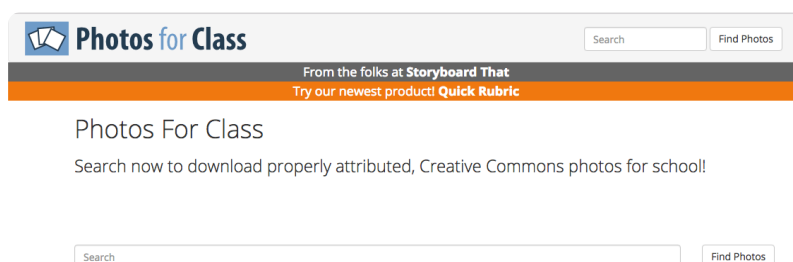 Photos for Class
Search
Find Photos
From the folks at Storyboard That
Try our newest product! Quick Rubric
Photos For Class
Search now to download properly attributed, Creative Commons photos for school!
Search
Find Photos